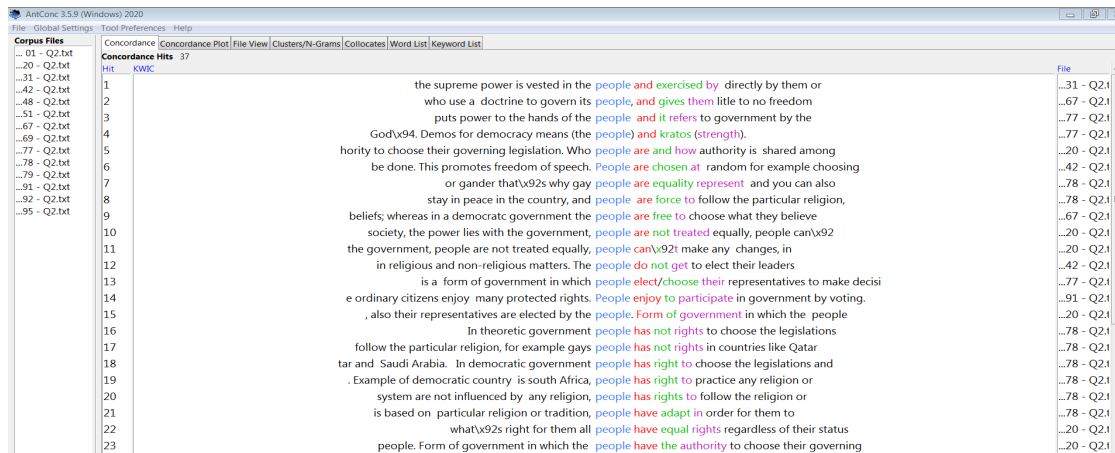 AntConc 3.5.9 (Windows) 2020
File Global Settings Tool Preferences Help
Corpus Files
... 01 - Q2.txt
...20 - Q2.txt
...31 - Q2.txt
...42 - Q2.txt
...48 - Q2.txt
...51 - Q2.txt
...67 - Q2.txt
...69 - Q2.txt
...77 - Q2.txt
...78 - Q2.txt
...79 - Q2.txt
...91 - Q2.txt
...92 - Q2.txt
...95 - Q2.txt
Concordance Concordance Plot File View Clusters/N-Grams Collocates Word List Keyword List
Concordance Hits 37
Hit KWIC File
1 the supreme power is vested in the people and exercised by directly by them or ...31 - Q2.t
2 who use a doctrine to govern its people, and gives them litle to no freedom ...67 - Q2.t
3 puts power to the hands of the people and it refers to government by the ...77 - Q2.t
4 God\x94. Demos for democracy means (the people) and kratos (strength). ...77 - Q2.t
5 hority to choose their governing legislation. Who people are and how authority is shared among ...20 - Q2.t
6 be done. This promotes freedom of speech. People are chosen at random for example choosing ...42 - Q2.t
7 or gander that\x92s why gay people are equality represent and you can also ...78 - Q2.t
8 stay in peace in the country, and people are force to follow the particular religion, ...78 - Q2.t
9 beliefs; whereas in a democratc government the people are free to choose what they believe ...67 - Q2.t
10 society, the power lies with the government, people are not treated equally, people can\x92 ...20 - Q2.t
11 the government, people are not treated equally, people can\x92t make any changes, in ...20 - Q2.t
12 in religious and non-religious matters. The people do not get to elect their leaders ...42 - Q2.t
13 is a form of government in which people elect/choose their representatives to make decisi ...77 - Q2.t
14 e ordinary citizens enjoy many protected rights. People enjoy to participate in government by voting. ...91 - Q2.t
15 , also their representatives are elected by the people. Form of government in which the people ...20 - Q2.t
16 In theoretic government people has not rights to choose the legislations ...78 - Q2.t
17 follow the particular religion, for example gays people has not rights in countries like Qatar ...78 - Q2.t
18 tar and Saudi Arabia. In democratic government people has right to choose the legislations and ...78 - Q2.t
19 . Example of democratic country is south Africa, people has right to practice any religion or ...78 - Q2.t
20 system are not influenced by any religion, people has rights to follow the religion or ...78 - Q2.t
21 is based on particular religion or tradition, people have adapt in order for them to ...78 - Q2.t
22 what\x92s right for them all people have equal rights regardless of their status ...20 - Q2.t
23 people. Form of government in which the people have the authority to choose their governing ...20 - Q2.t